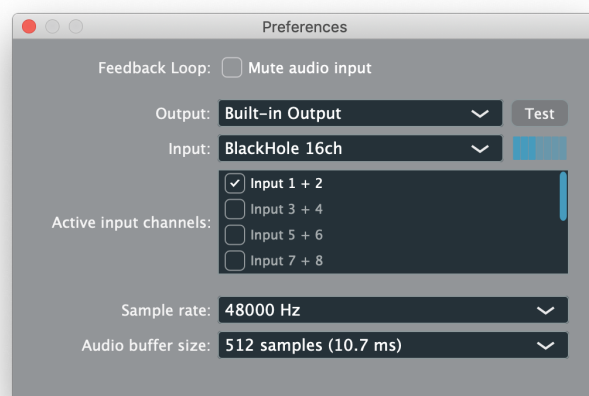 Preferences
Feedback Loop: Mute audio input
Output: Built-in Output Test
Input: BlackHole 16ch
Active input channels:
Input 1 + 2
Input 3 + 4
Input 5 + 6
Input 7 + 8
Sample rate: 48000 Hz
Audio buffer size: 512 samples (10.7 ms)